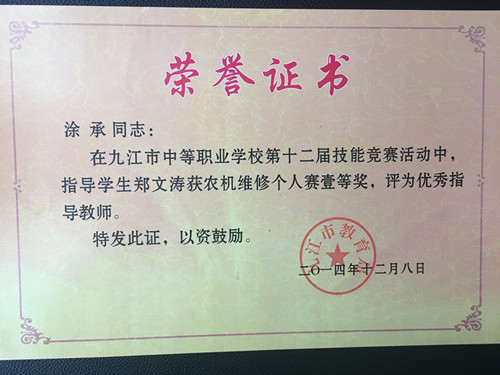 荣誉证书
涂 承 同志：
在九江市中等职业学校第十二届技能竞赛活动中，
指导学生郑文涛获农机维修个人赛壹等奖，评为优秀指
导教师。
特发此证，以资鼓励。
九江市教育局
二〇一四年十二月八日